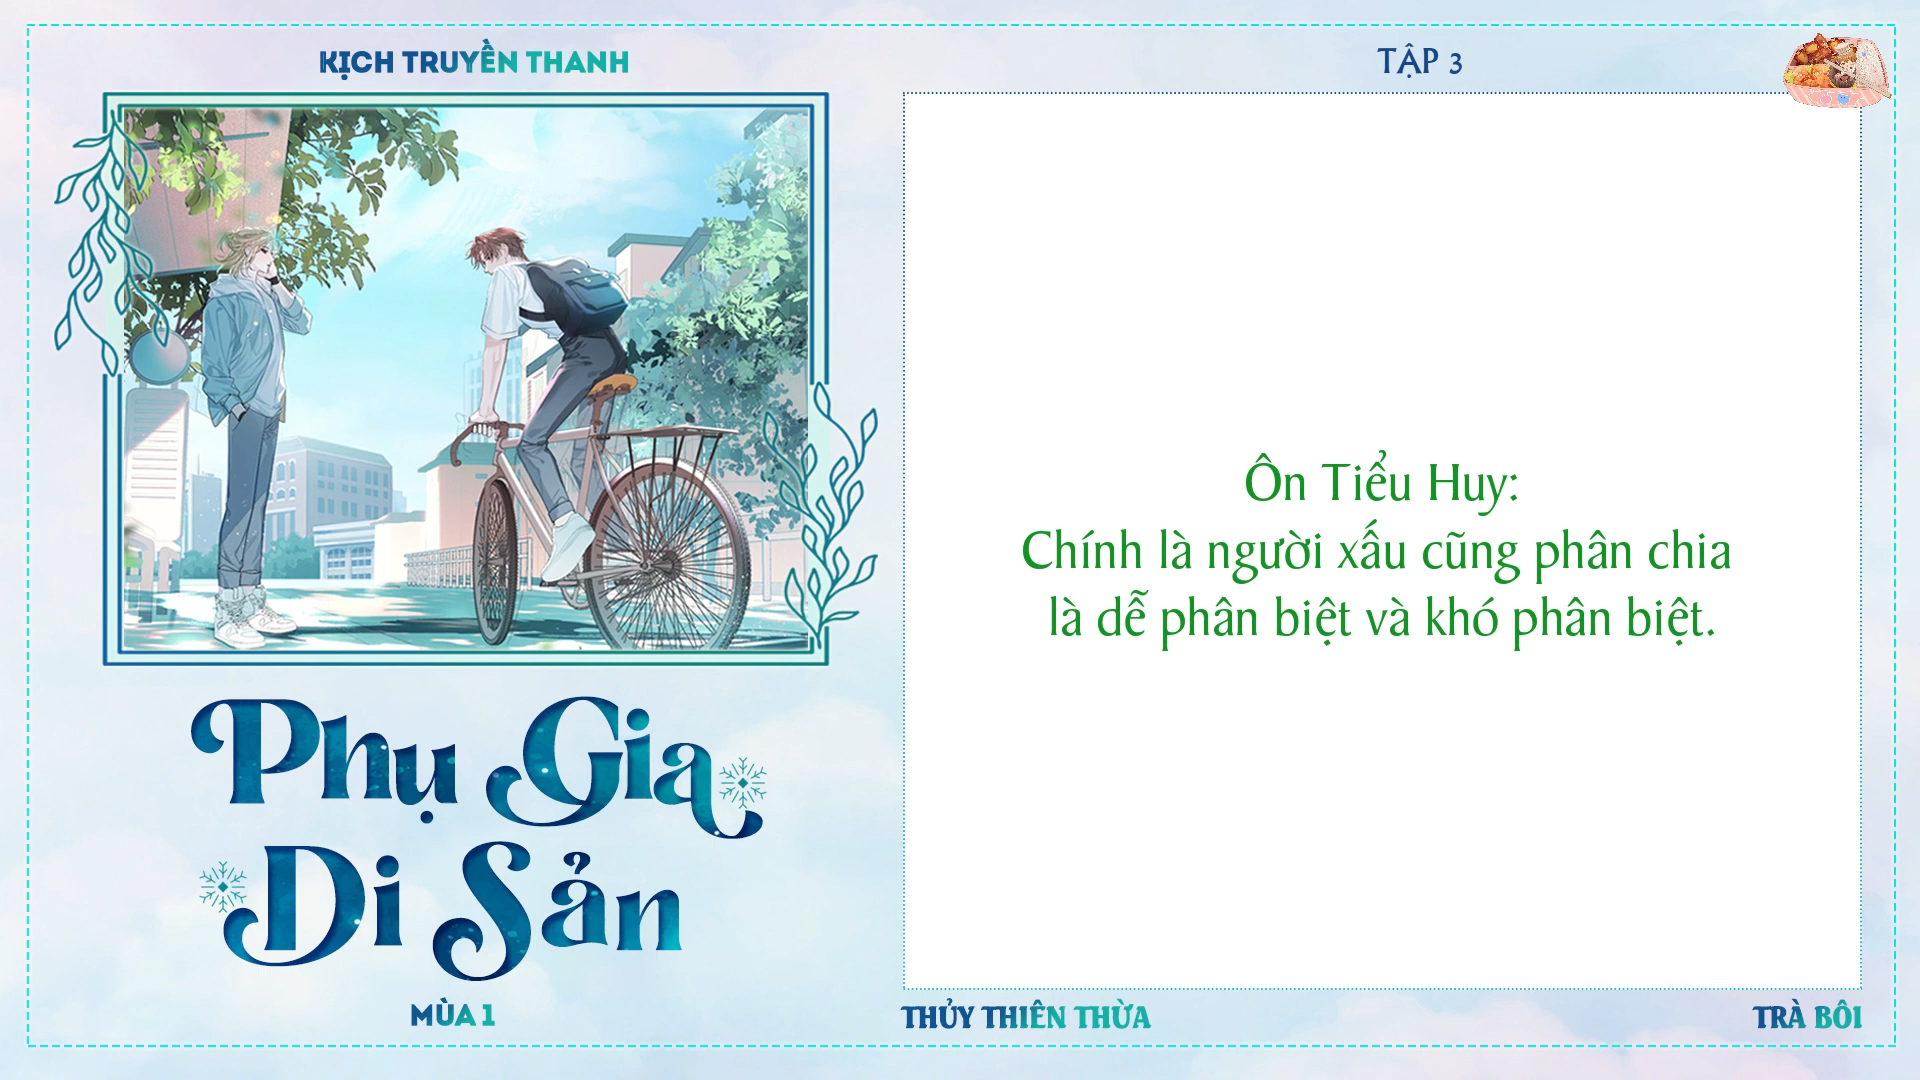 KỊCH TRUYỀN THANH
TẬP 3
Ôn Tiểu Huy:
Chính là người xấu cũng phân chia
là dễ phân biệt và khó phân biệt.
Phụ Gia
Di Sản
MÙA 1
THỦY THIÊN THỪA
TRÀ BÔI